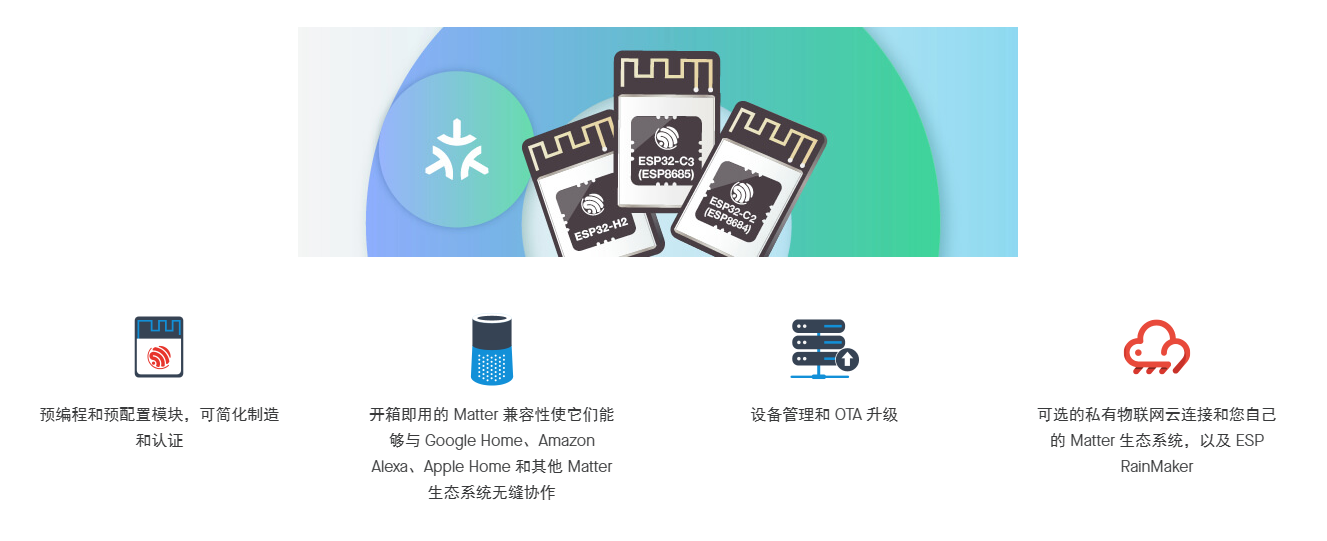 ESP32-C3
(ESP8685)
ESP32-H2
ESP32-C2
(ESP8684)
预编程和预配置模块，可简化制造
和认证
开箱即用的 Matter 兼容性使它们能
够与 Google Home、Amazon
Alexa、Apple Home 和其他 Matter
生态系统无缝协作
设备管理和 OTA 升级
可选的私有物联网云连接和您自己
的 Matter 生态系统，以及 ESP
RainMaker